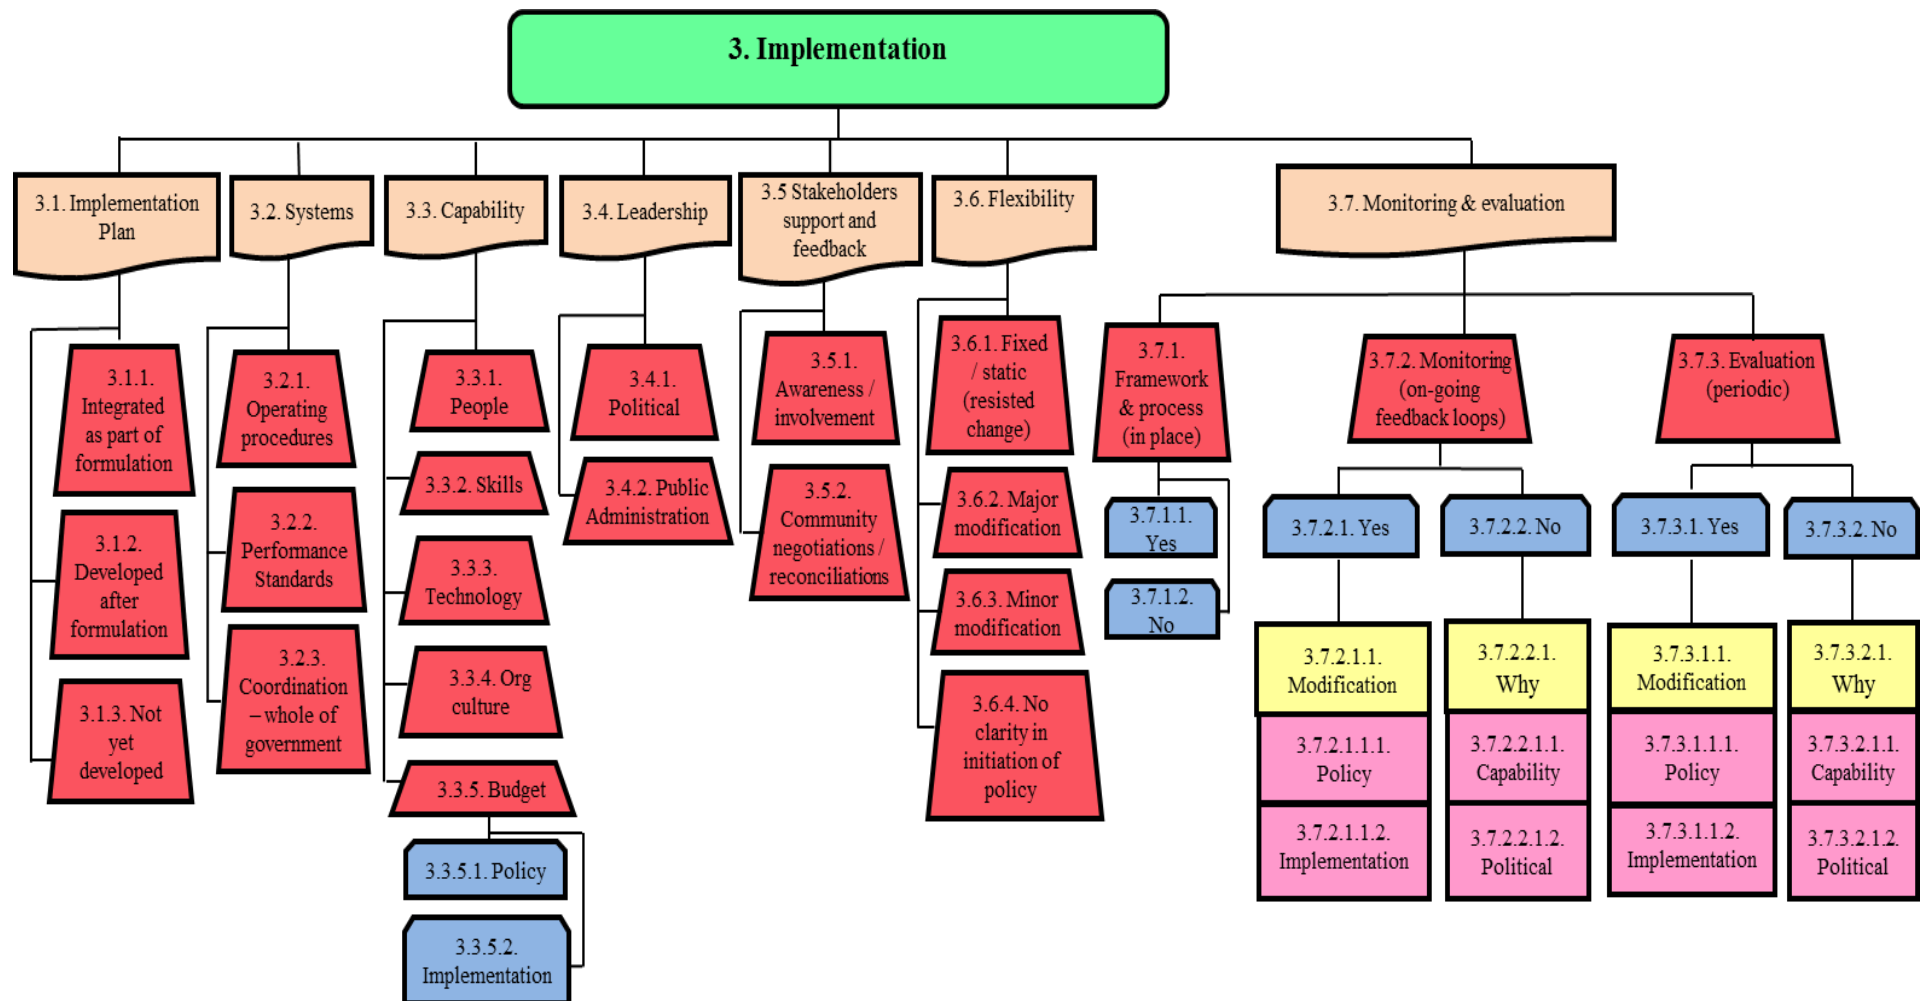 3. Implementation
3.1. Implementation
Plan
3.2. Systems
3.3. Capability
3.4. Leadership
3.5 Stakeholders
support and
feedback
3.6. Flexibility
3.7. Monitoring & evaluation
3.1.1.
Integrated
as part of
formulation
3.1.2.
Developed
after
formulation
3.1.3. Not
yet
developed
3.2.1.
Operating
procedures
3.2.2.
Performance
Standards
3.2.3.
Coordination
– whole of
government
3.3.1.
People
3.3.2. Skills
3.3.3.
Technology
3.3.4. Org
culture
3.3.5. Budget
3.3.5.1. Policy
3.3.5.2.
Implementation
3.4.1.
Political
3.4.2. Public
Administration
3.5.1.
Awareness /
involvement
3.5.2.
Community
negotiations /
reconciliations
3.6.1. Fixed
/ static
(resisted
change)
3.6.2. Major
modification
3.6.3. Minor
modification
3.6.4. No
clarity in
initiation of
policy
3.7.1.
Framework
& process
(in place)
3.7.1.1.
Yes
3.7.1.2.
No
3.7.2. Monitoring
(on-going
feedback loops)
3.7.2.1. Yes
3.7.2.1.1.
Modification
3.7.2.1.1.1.
Policy
3.7.2.1.1.2.
Implementation
3.7.2.2. No
3.7.2.2.1.
Why
3.7.2.2.1.1.
Capability
3.7.2.2.1.2.
Political
3.7.3. Evaluation
(periodic)
3.7.3.1. Yes
3.7.3.1.1.
Modification
3.7.3.1.1.1.
Policy
3.7.3.1.1.2.
Implementation
3.7.3.2. No
3.7.3.2.1.
Why
3.7.3.2.1.1.
Capability
3.7.3.2.1.2.
Political